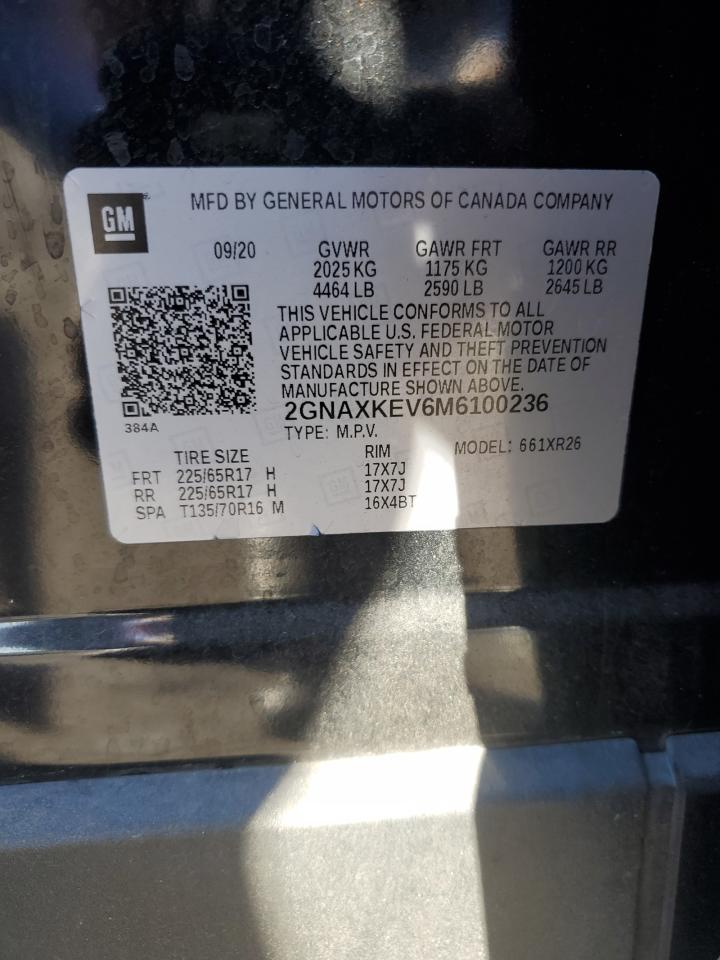 GM
MFD BY GENERAL MOTORS OF CANADA COMPANY
09/20 GVWR GAWR FRT GAWR RR
2025 KG 1175 KG 1200 KG
4464 LB 2590 LB 2645 LB
THIS VEHICLE CONFORMS TO ALL
APPLICABLE U.S. FEDERAL MOTOR
VEHICLE SAFETY AND THEFT PREVENTION
STANDARDS IN EFFECT ON THE DATE OF
MANUFACTURE SHOWN ABOVE.
384A
2GNAXKEV6M6100236
TYPE: M.P.V. MODEL: 661XR26
TIRE SIZE RIM
FRT 225/65R17 H 17X7J
RR 225/65R17 H 17X7J
SPA T135/70R16 M 16X4BT